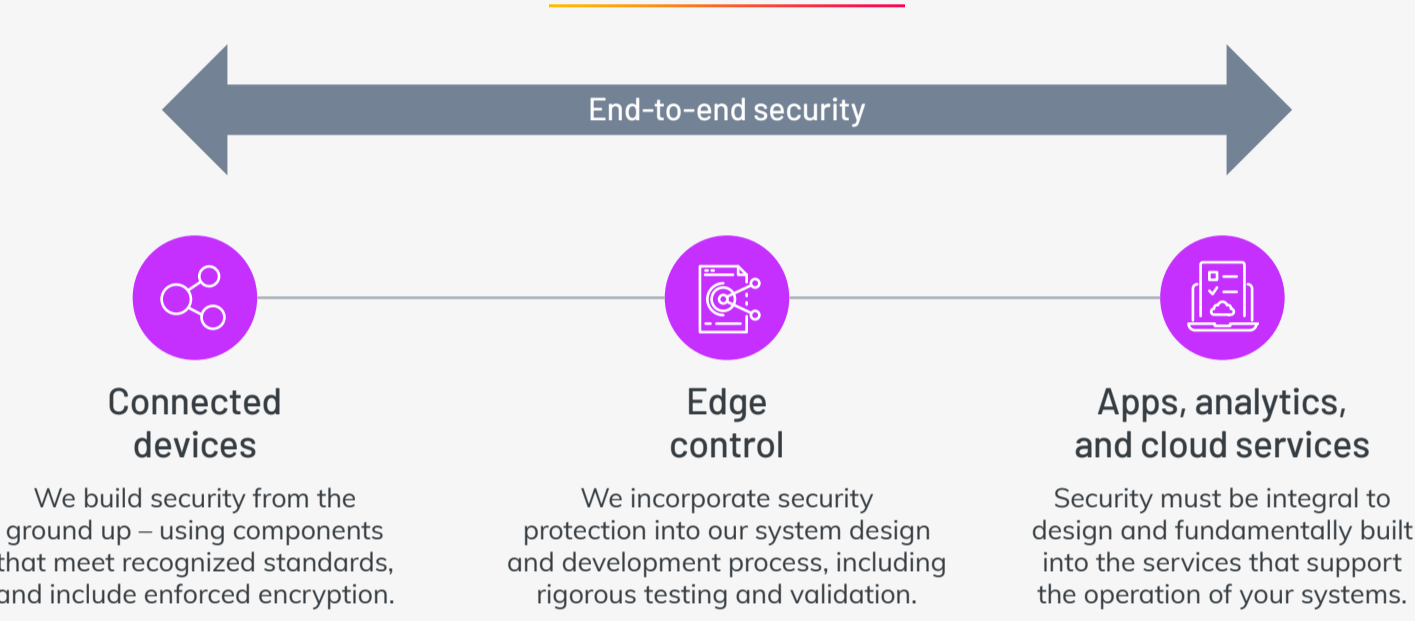 End-to-end security
Connected
devices
We build security from the
ground up – using components
that meet recognized standards,
and include enforced encryption.
Edge
control
We incorporate security
protection into our system design
and development process, including
rigorous testing and validation.
Apps, analytics,
and cloud services
Security must be integral to
design and fundamentally built
into the services that support
the operation of your systems.